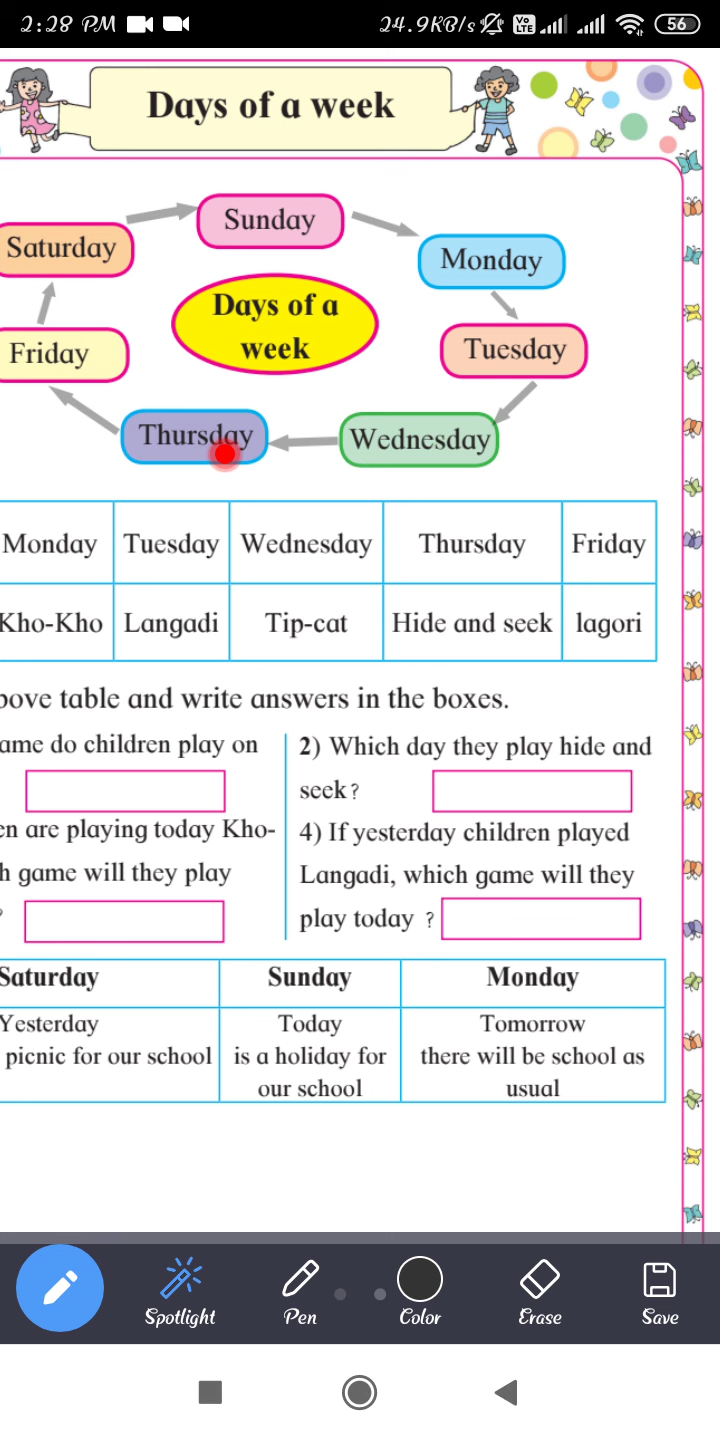 2:28 PM 24.9KB/s Vo LTE 56
Days of a week
Sunday
Saturday
Monday
Days of a
week
Friday
Tuesday
Thursday
Wednesday
Monday Tuesday Wednesday Thursday Friday
Kho-Kho Langadi Tip-cat Hide and seek lagori
bove table and write answers in the boxes.
ame do children play on
2) Which day they play hide and
seek?
en are playing today Kho-
4) If yesterday children played
h game will they play
Langadi, which game will they
?
play today ?
Saturday Sunday Monday
Yesterday Today Tomorrow
picnic for our school is a holiday for there will be school as
our school usual
Spotlight Pen Color Erase Save